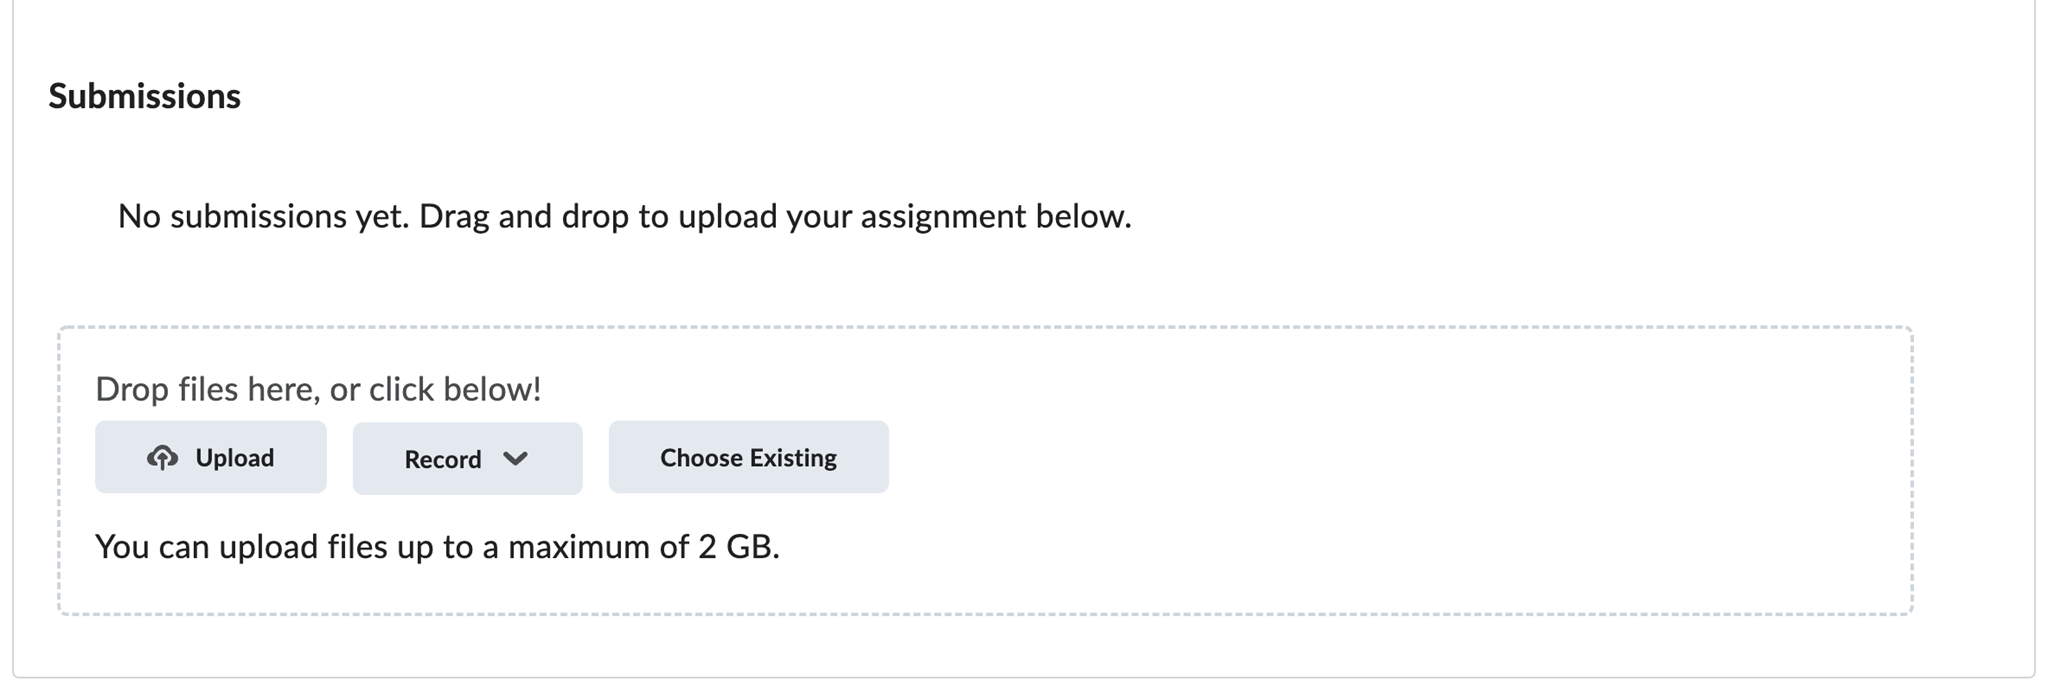 Submissions
No submissions yet. Drag and drop to upload your assignment below.
Drop files here, or click below!
Upload
Record
Choose Existing
You can upload files up to a maximum of 2 GB.